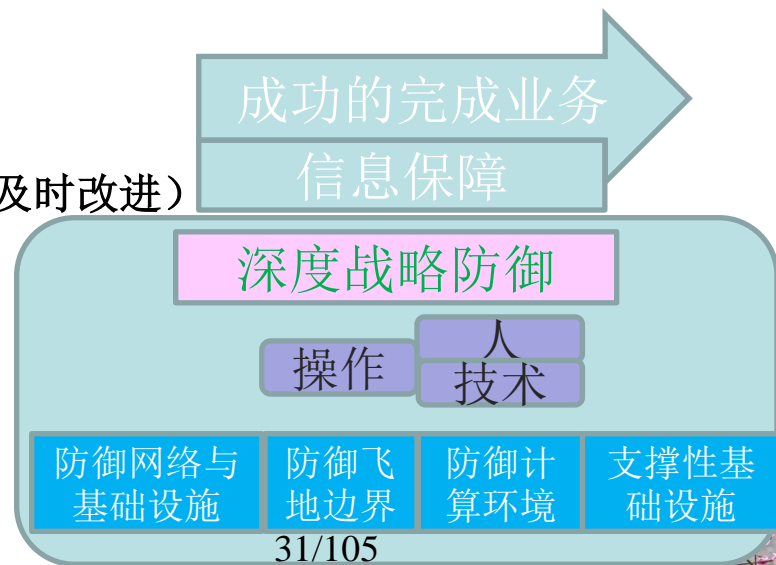 成功的完成业务
信息保障
及时改进）
深度战略防御
人
操作
技术
防御网络与
基础设施
防御飞
地边界
防御计
算环境
支撑性基
础设施
31/105